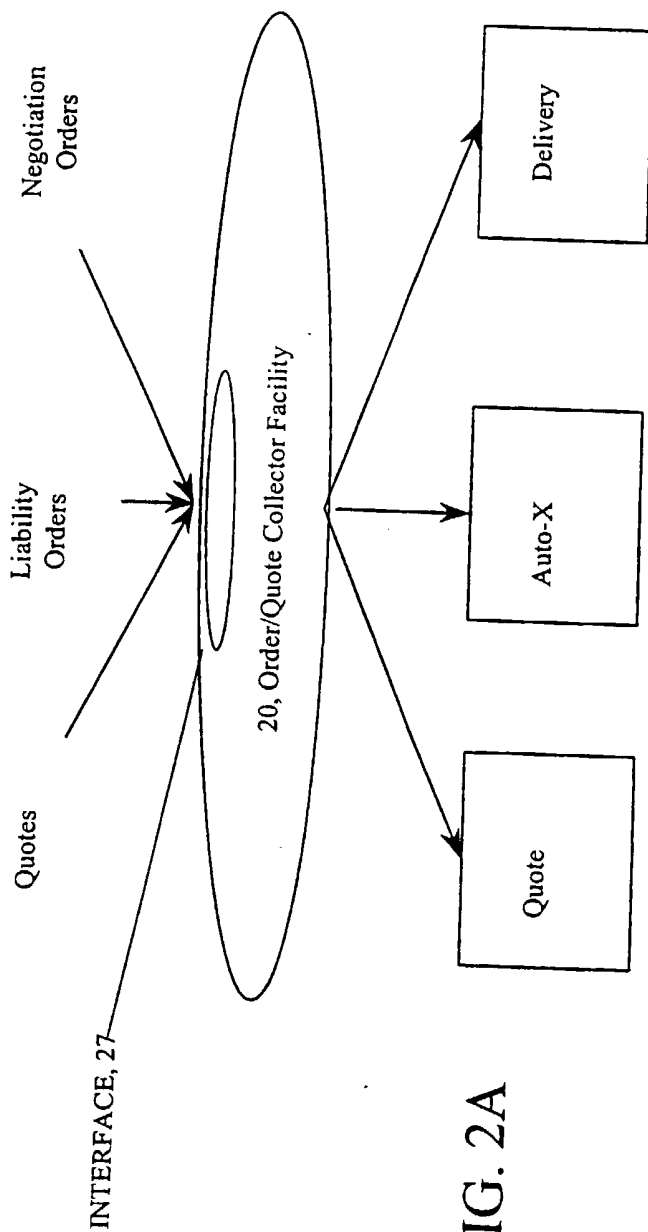 Quotes
Liability
Orders
Negotiation
Orders
INTERFACE, 27
20, Order/Quote Collector Facility
Quote
Auto-X
Delivery
IG. 2A